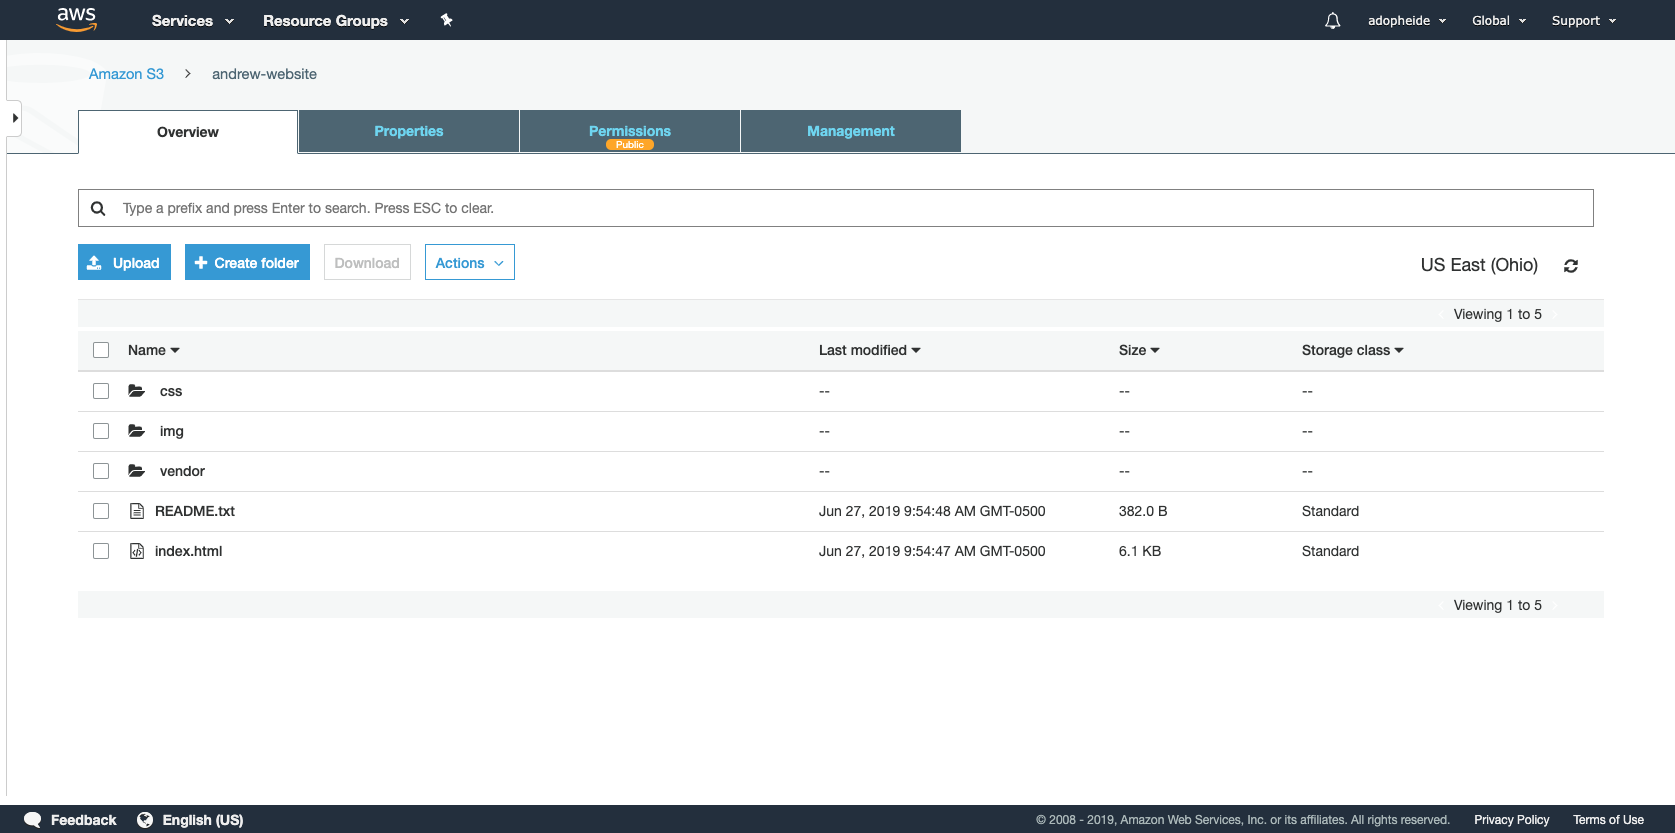 aws Services Resource Groups adopheide Global Support
Amazon S3 > andrew-website
Overview Properties Permissions Management
Public
Type a prefix and press Enter to search. Press ESC to clear.
Upload Create folder Download Actions US East (Ohio)
Viewing 1 to 5
Name Last modified Size Storage class
css -- -- --
img -- -- --
vendor -- -- --
README.txt Jun 27, 2019 9:54:48 AM GMT-0500 382.0 B Standard
index.html Jun 27, 2019 9:54:47 AM GMT-0500 6.1 KB Standard
Viewing 1 to 5
Feedback English (US) © 2008 - 2019, Amazon Web Services, Inc. or its affiliates. All rights reserved. Privacy Policy Terms of Use